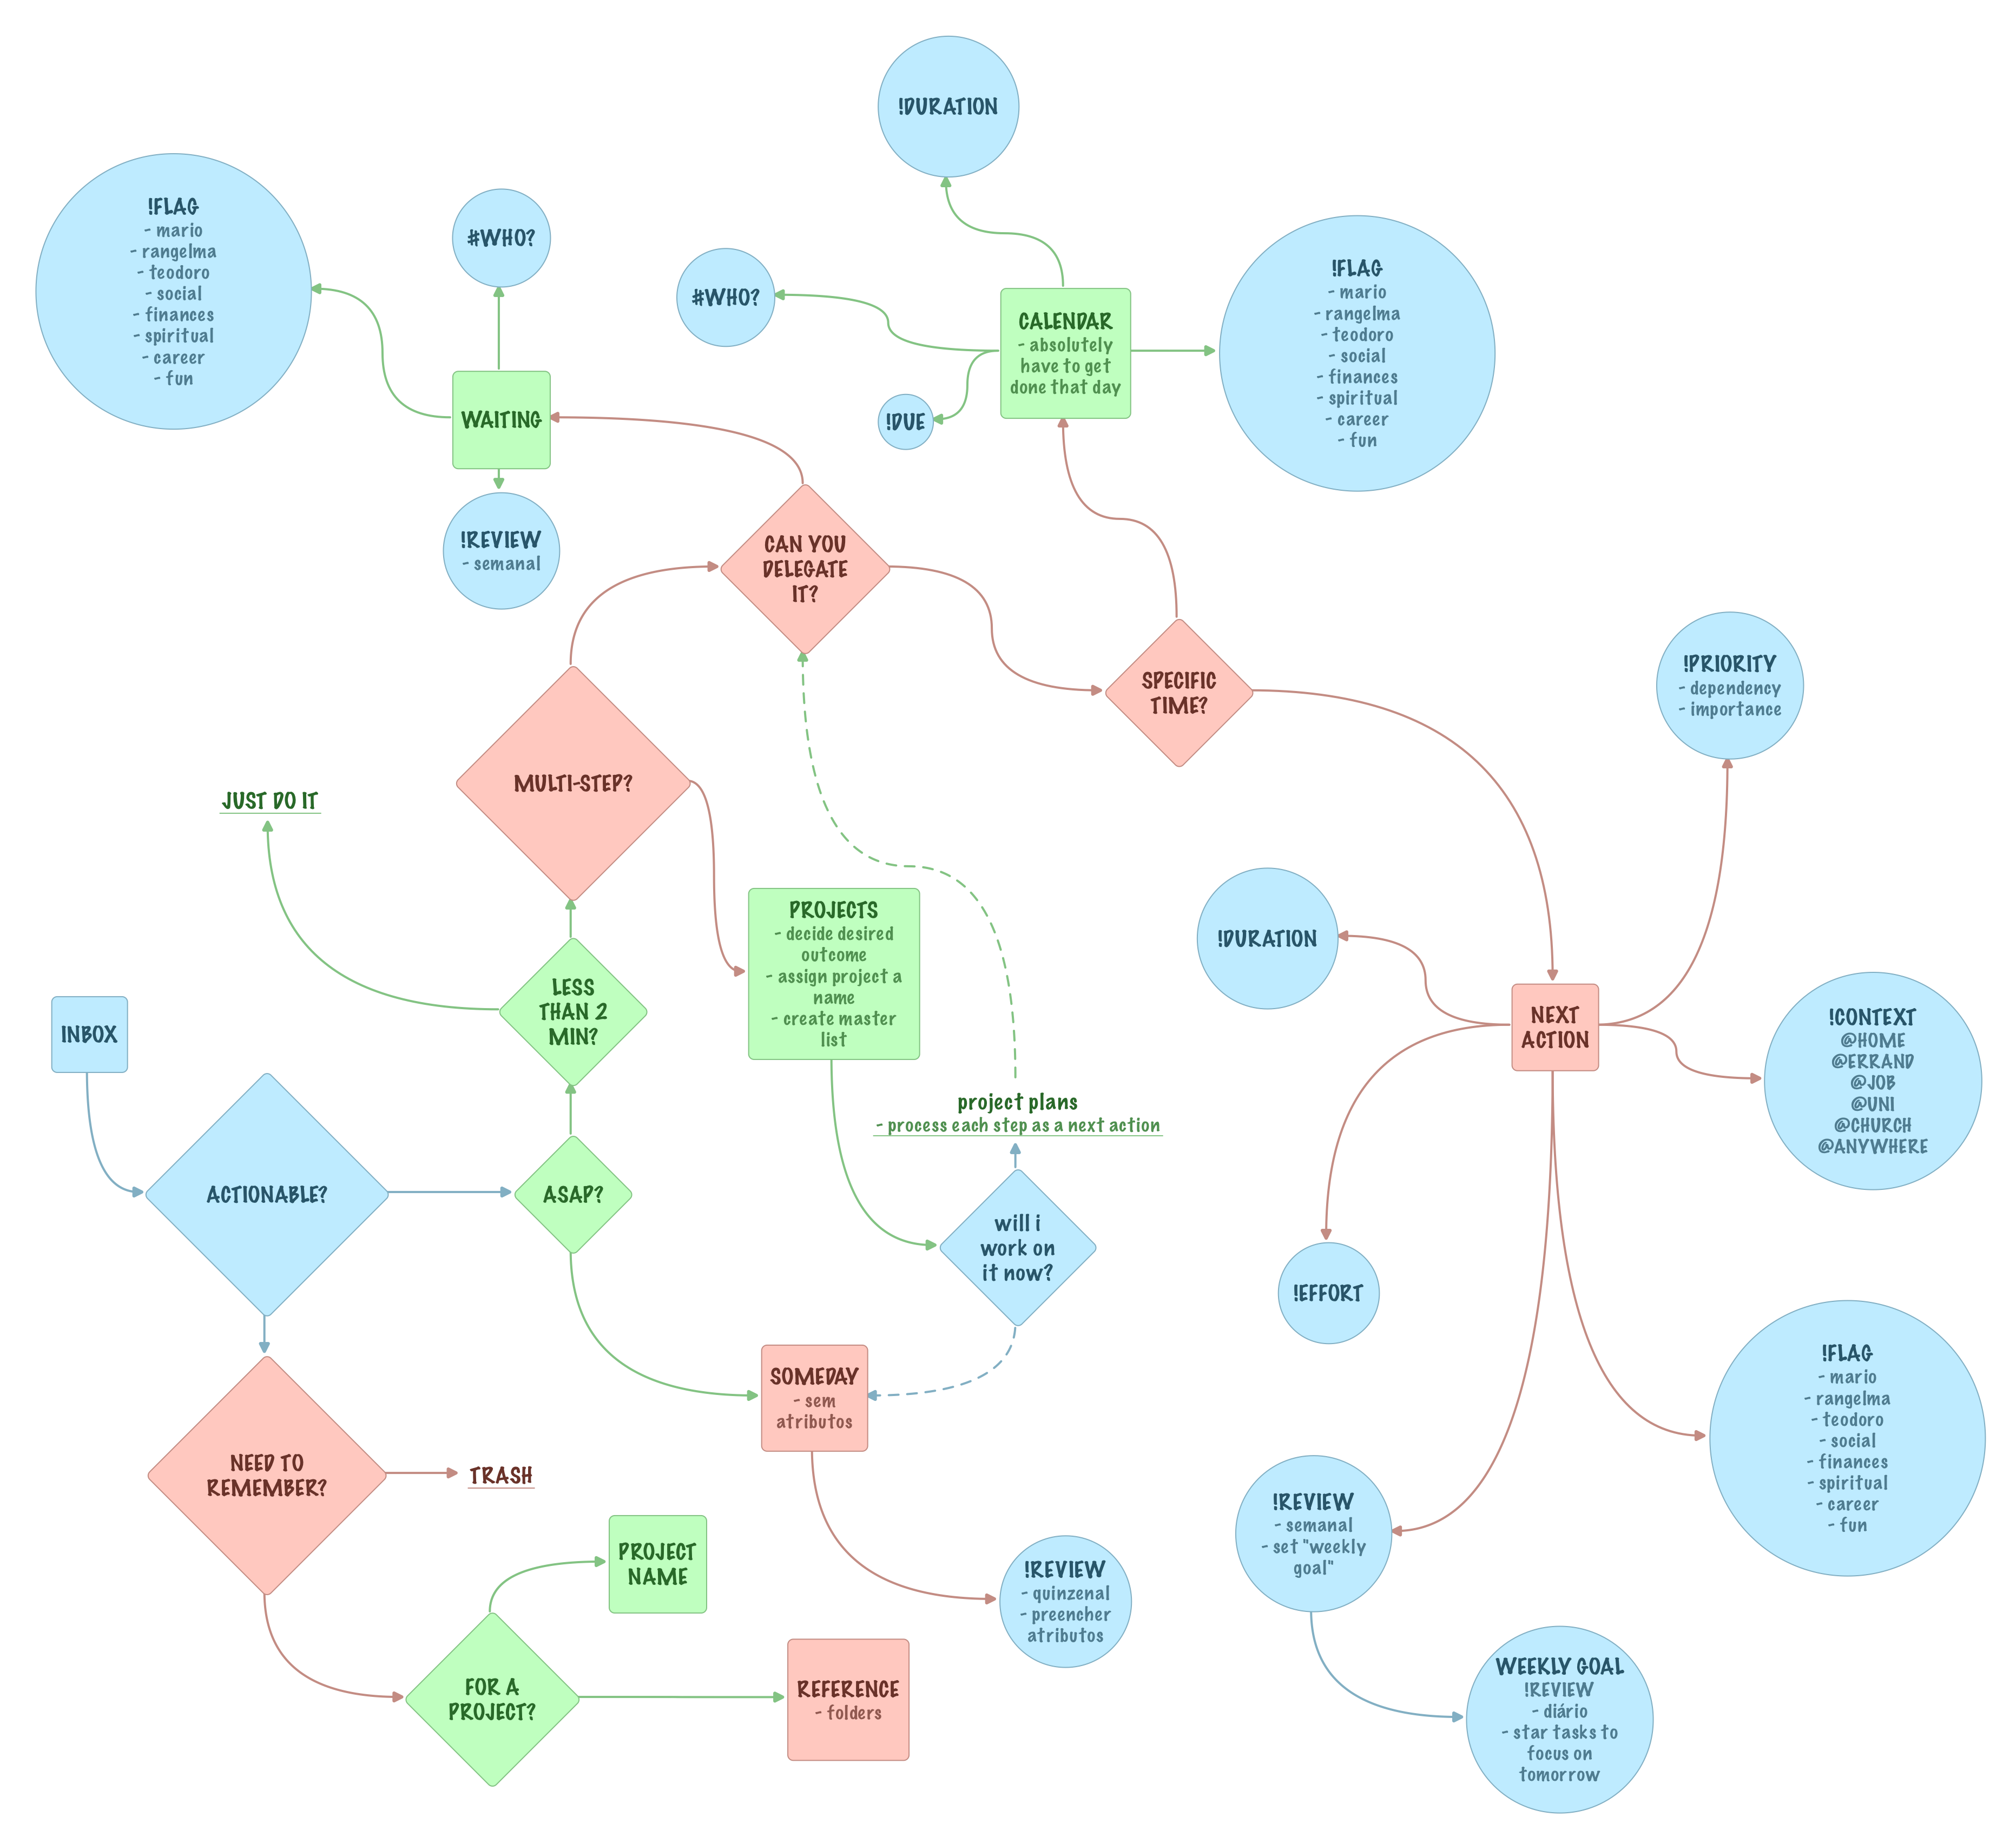 !DURATION
!FLAG
- mario
- rangelma
- teodoro
- social
- finances
- spiritual
- career
- fun
#WHO?
#WHO?
CALENDAR
- absolutely
have to get
done that day
!FLAG
- mario
- rangelma
- teodoro
- social
- finances
- spiritual
- career
- fun
WAITING
!DUE
!REVIEW
- semanal
CAN YOU
DELEGATE
IT?
SPECIFIC
TIME?
!PRIORITY
- dependency
- importance
MULTI-STEP?
JUST DO IT
PROJECTS
- decide desired
outcome
- assign project a
name
- create master
list
!DURATION
LESS
THAN 2
MIN?
INBOX
NEXT
ACTION
!CONTEXT
@HOME
@ERRAND
@JOB
@UNI
@CHURCH
@ANYWHERE
project plans
- process each step as a next action
ACTIONABLE?
ASAP?
will i
work on
it now?
!EFFORT
SOMEDAY
- sem
atributos
!FLAG
- mario
- rangelma
- teodoro
- social
- finances
- spiritual
- career
- fun
NEED TO
REMEMBER?
TRASH
!REVIEW
- semanal
- set "weekly
goal"
PROJECT
NAME
!REVIEW
- quinzenal
- preencher
atributos
FOR A
PROJECT?
REFERENCE
- folders
WEEKLY GOAL
!REVIEW
- diário
- star tasks to
focus on
tomorrow